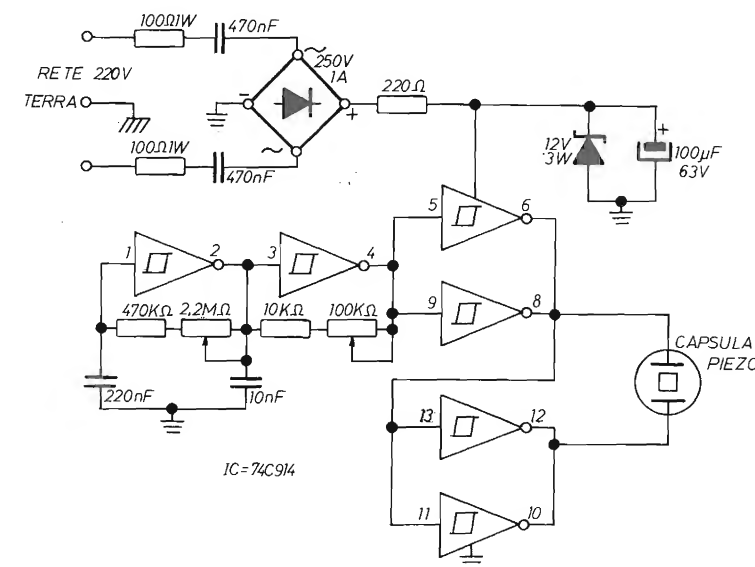 100Ω1W
470nF
RETE 220V
TERRA
100Ω1W
470nF
~
250V
1A
-
+
~
220Ω
12V
.3W
+
100µF
63V
5
6
1
2
3
4
9
8
470KΩ
2,2MΩ
10KΩ
100KΩ
220nF
10nF
CAPSULA
PIEZO
13
12
11
10
IC=74C914